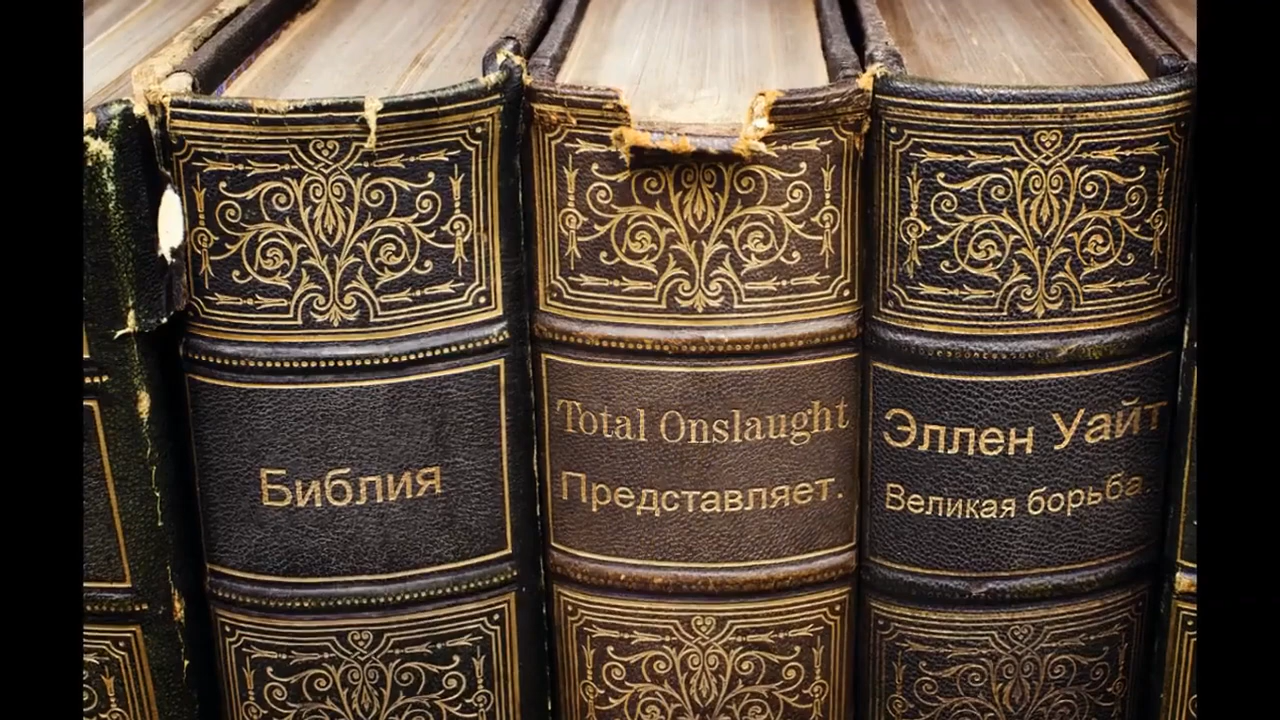 Библия
Total Onslaught
Представляет.
Эллен Уайт
Великая борьба.